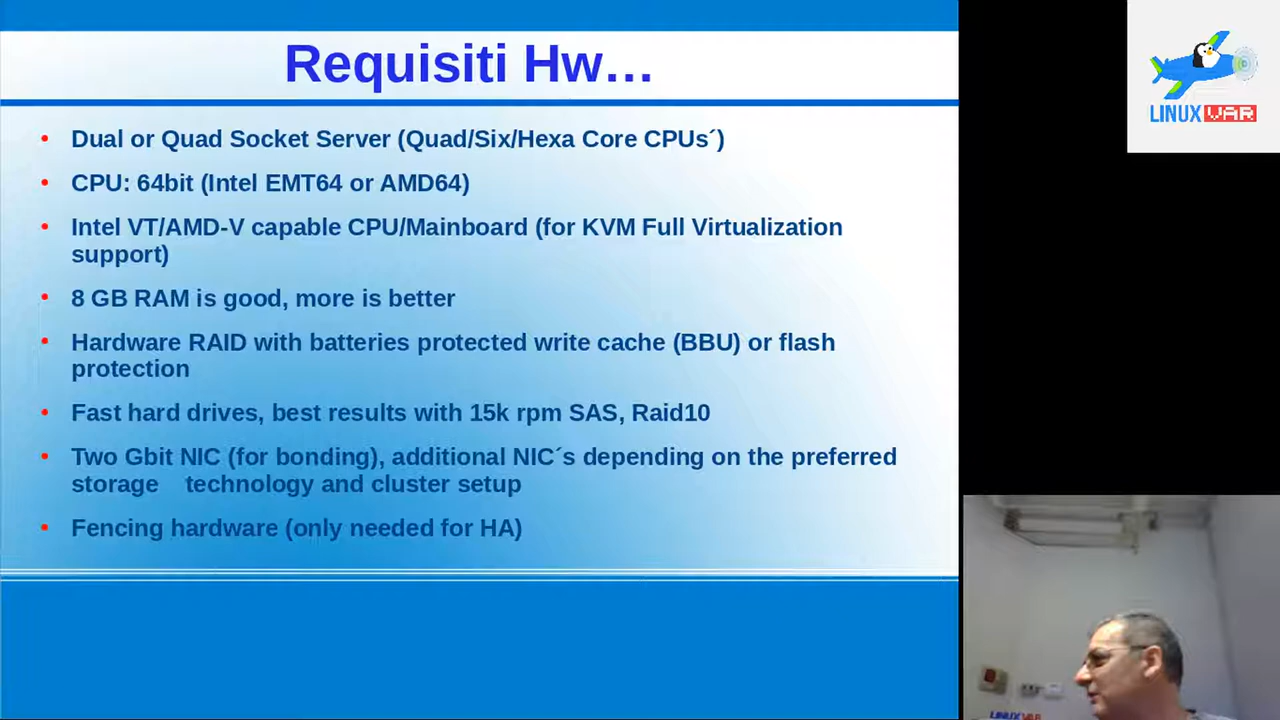 Requisiti Hw...
Dual or Quad Socket Server (Quad/Six/Hexa Core CPUs´)
CPU: 64bit (Intel EMT64 or AMD64)
Intel VT/AMD-V capable CPU/Mainboard (for KVM Full Virtualization
support)
8 GB RAM is good, more is better
Hardware RAID with batteries protected write cache (BBU) or flash
protection
Fast hard drives, best results with 15k rpm SAS, Raid10
Two Gbit NIC (for bonding), additional NIC´s depending on the preferred
storage    technology and cluster setup
Fencing hardware (only needed for HA)
LINUX VAR
LINUXVAR